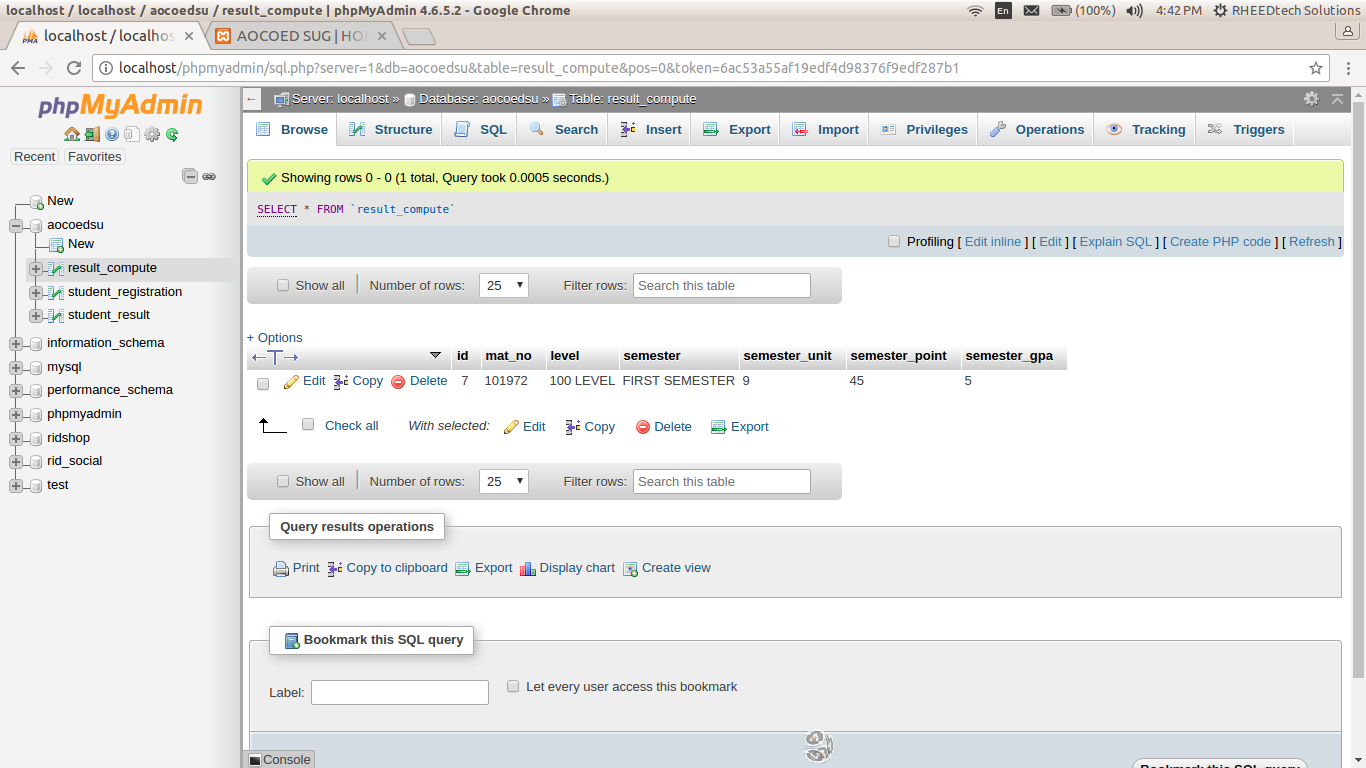 localhost / localhost / aocoedsu / result_compute | phpMyAdmin 4.6.5.2 - Google Chrome
En (100%) 4:42 PM RHEEDtech Solutions
localhost / localhos AOCOED SUG | HO
localhost/phpmyadmin/sql.php?server=1&db=aocoedsu&table=result_compute&pos=0&token=6ac53a55af19edf4d98376f9edf287b1
phpMyAdmin
Recent Favorites
New
aocoedsu
New
result_compute
student_registration
student_result
information_schema
mysql
performance_schema
phpmyadmin
ridshop
rid_social
test
Server: localhost » Database: aocoedsu » Table: result_compute
Browse Structure SQL Search Insert Export Import Privileges Operations Tracking Triggers
Showing rows 0 - 0 (1 total, Query took 0.0005 seconds.)
SELECT * FROM `result_compute`
Profiling [ Edit inline ] [ Edit ] [ Explain SQL ] [ Create PHP code ] [ Refresh ]
Show all Number of rows: 25 Filter rows: Search this table
+ Options
id mat_no level semester semester_unit semester_point semester_gpa
Edit Copy Delete 7 101972 100 LEVEL FIRST SEMESTER 9 45 5
Check all With selected: Edit Copy Delete Export
Show all Number of rows: 25 Filter rows: Search this table
Query results operations
Print Copy to clipboard Export Display chart Create view
Bookmark this SQL query
Label: Let every user access this bookmark
Console
Bookmark this SQL query